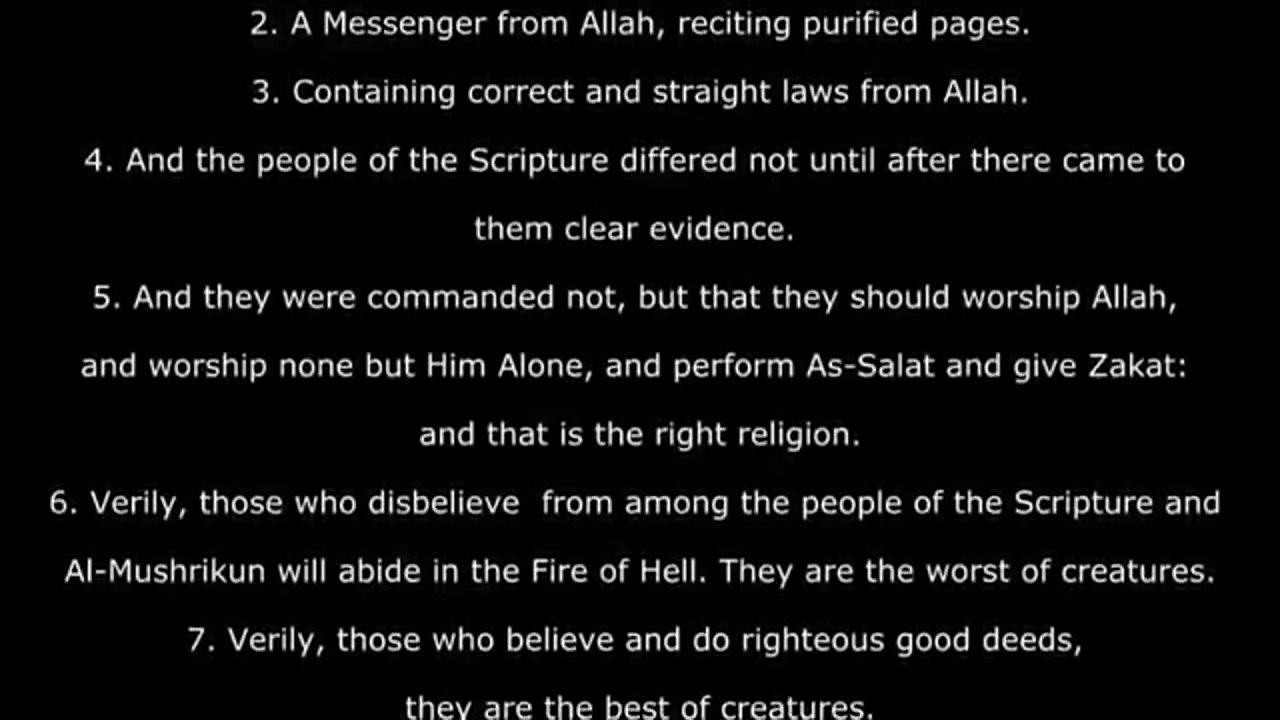 2. A Messenger from Allah, reciting purified pages.
3. Containing correct and straight laws from Allah.
4. And the people of the Scripture differed not until after there came to
them clear evidence.
5. And they were commanded not, but that they should worship Allah,
and worship none but Him Alone, and perform As-Salat and give Zakat:
and that is the right religion.
6. Verily, those who disbelieve  from among the people of the Scripture and
Al-Mushrikun will abide in the Fire of Hell. They are the worst of creatures.
7. Verily, those who believe and do righteous good deeds,
they are the best of creatures.